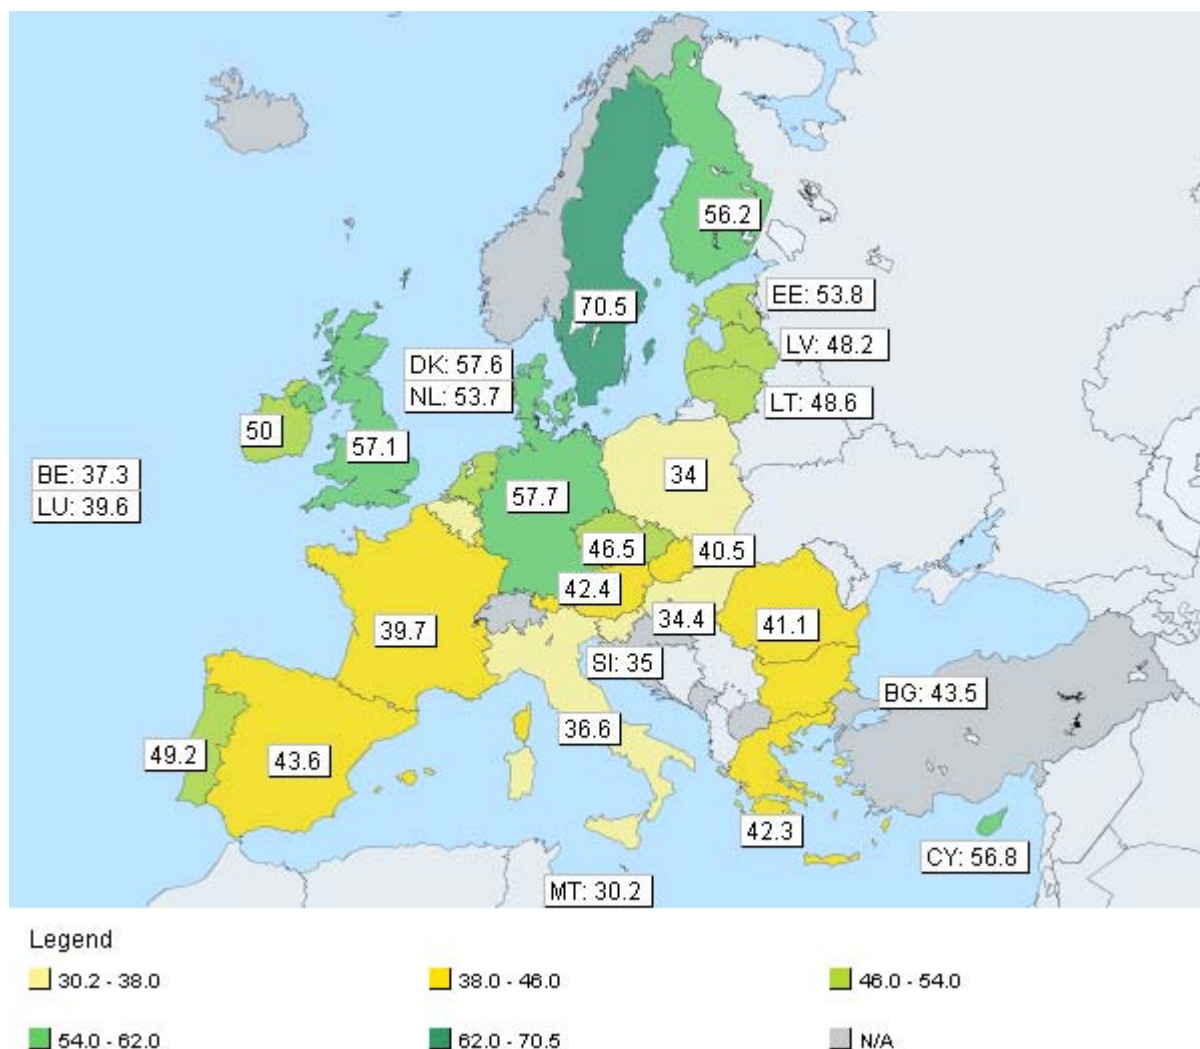 56.2
EE: 53.8
70.5
LV: 48.2
DK: 57.6
NL: 53.7
LT: 48.6
50
57.1
BE: 37.3
LU: 39.6
34
57.7
46.5
40.5
42.4
39.7
34.4
41.1
SI: 35
BG: 43.5
36.6
49.2
43.6
42.3
CY: 56.8
MT: 30.2
Legend
30.2 - 38.0
38.0 - 46.0
46.0 - 54.0
54.0 - 62.0
62.0 - 70.5
N/A